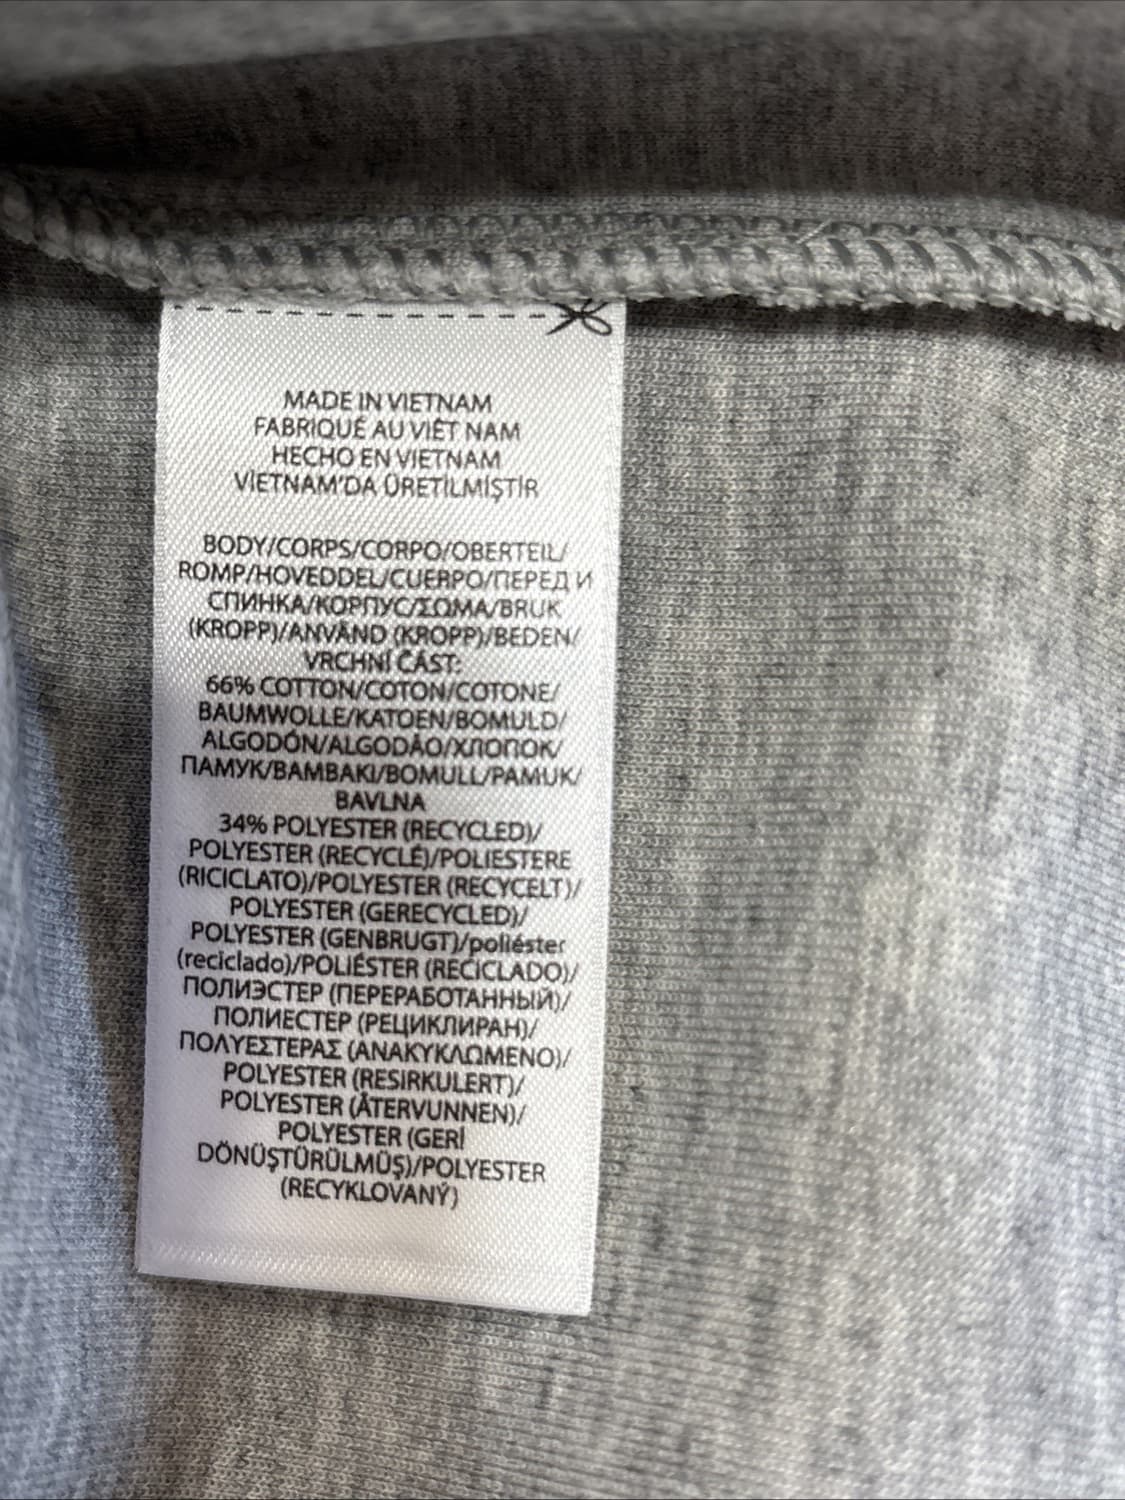 MADE IN VIETNAM
FABRIQUÉ AU VIÊT NAM
HECHO EN VIETNAM
VİETNAM'DA ÜRETİLMİŞTİR
BODY/CORPS/CORPO/OBERTEIL/
ROMP/HOVEDDEL/CUERPO/ПЕРЕД И
СПИНКА/КОРПУС/ΣΩΜΑ/BRUK
(KROPP)/ANVÄND (KROPP)/BEDEN/
VRCHNÍ ČÁST:
66% COTTON/COTON/COTONE/
BAUMWOLLE/KATOEN/BOMULD/
ALGODÓN/ALGODÃO/ХЛОПОК/
ПАМУК/BAMBAKI/BOMULL/PAMUK/
BAVLNA
34% POLYESTER (RECYCLED)/
POLYESTER (RECYCLÉ)/POLIESTERE
(RICICLATO)/POLYESTER (RECYCELT)/
POLYESTER (GERECYCLED)/
POLYESTER (GENBRUGT)/poliéster
(reciclado)/POLIÉSTER (RECICLADO)/
ПОЛИЭСТЕР (ПЕРЕРАБОТАННЫЙ)/
ПОЛИЕСТЕР (РЕЦИКЛИРАН)/
ΠΟΛΥΕΣΤΕΡΑΣ (ΑΝΑΚΥΚΛΩΜΕΝΟ)/
POLYESTER (RESIRKULERT)/
POLYESTER (ÅTERVUNNEN)/
POLYESTER (GERİ
DÖNÜŞTÜRÜLMÜŞ)/POLYESTER
(RECYKLOVANÝ)